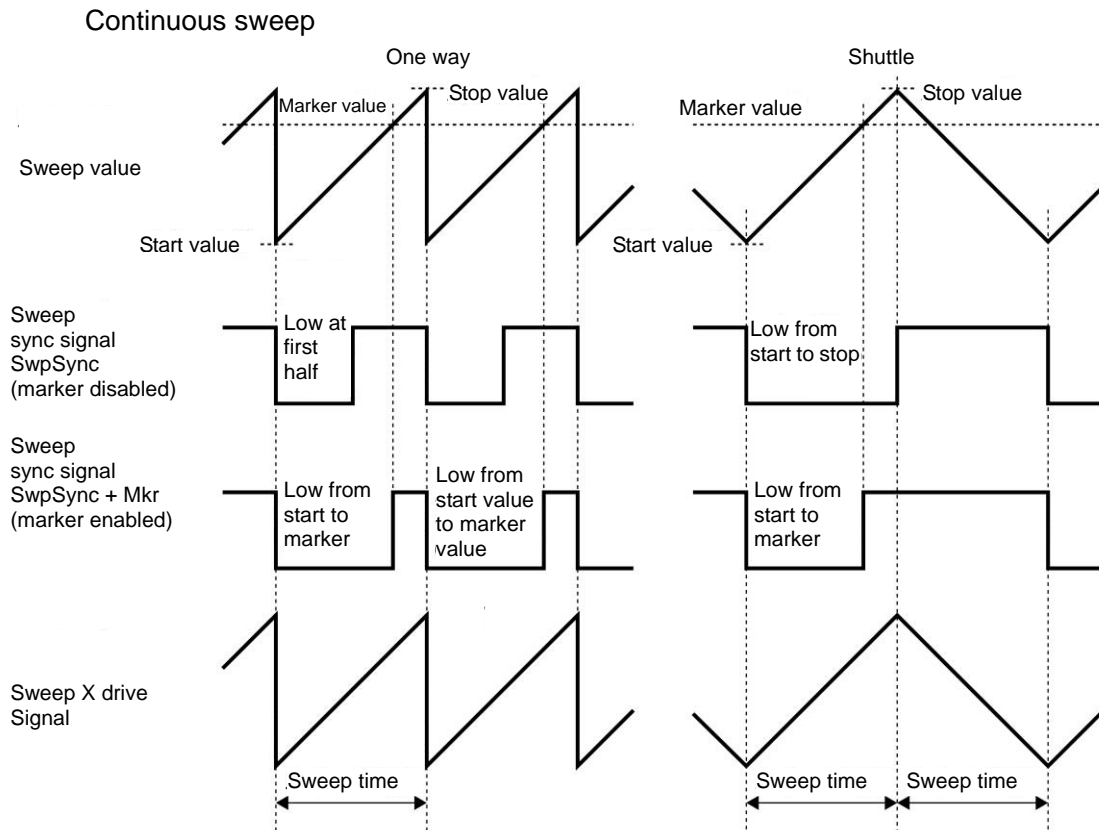 Continuous sweep
One way
Shuttle
Marker value
Stop value
Marker value
Stop value
Sweep value
Start value
Start value
Sweep
sync signal
SwpSync
(marker disabled)
Low at
first
half
Low from
start to stop
Sweep
sync signal
SwpSync + Mkr
(marker enabled)
Low from
start to
marker
Low from
start value
to marker
value
Low from
start to
marker
Sweep X drive
Signal
Sweep time
Sweep time
Sweep time